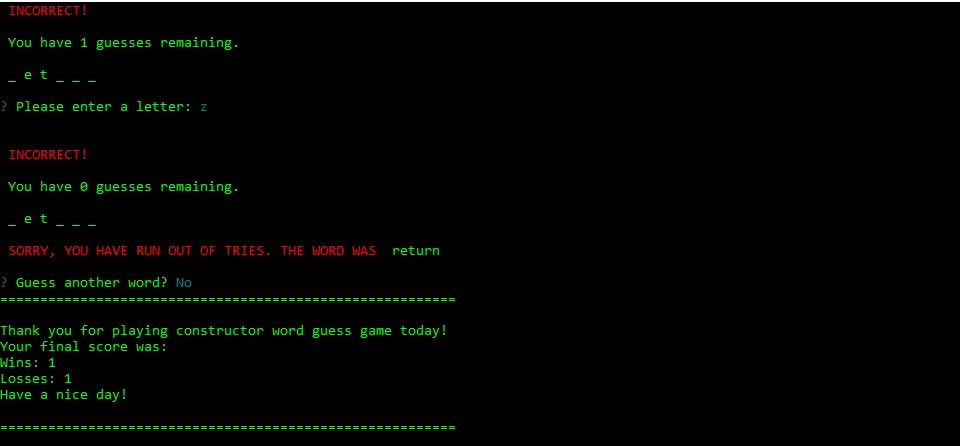 INCORRECT!
You have 1 guesses remaining.
_ e t _ _ _
? Please enter a letter: z
INCORRECT!
You have 0 guesses remaining.
_ e t _ _ _
SORRY, YOU HAVE RUN OUT OF TRIES. THE WORD WAS  return
? Guess another word? No
=========================================================
Thank you for playing constructor word guess game today!
Your final score was:
Wins: 1
Losses: 1
Have a nice day!
=========================================================